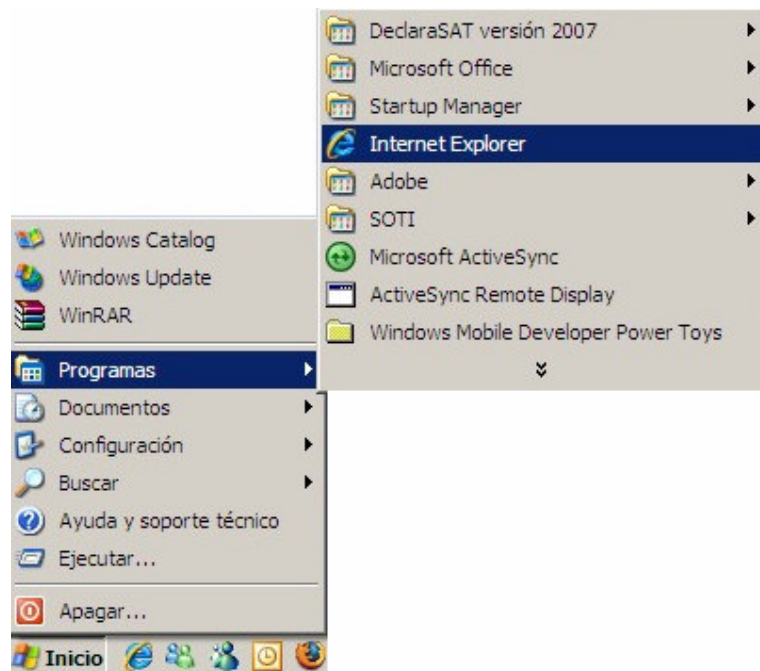 DeclaraSAT versión 2007
Microsoft Office
Startup Manager
Internet Explorer
Adobe
SOTI
Microsoft ActiveSync
ActiveSync Remote Display
Windows Mobile Developer Power Toys
Windows Catalog
Windows Update
WinRAR
Programas
Documentos
Configuración
Buscar
Ayuda y soporte técnico
Ejecutar...
Apagar...
Inicio